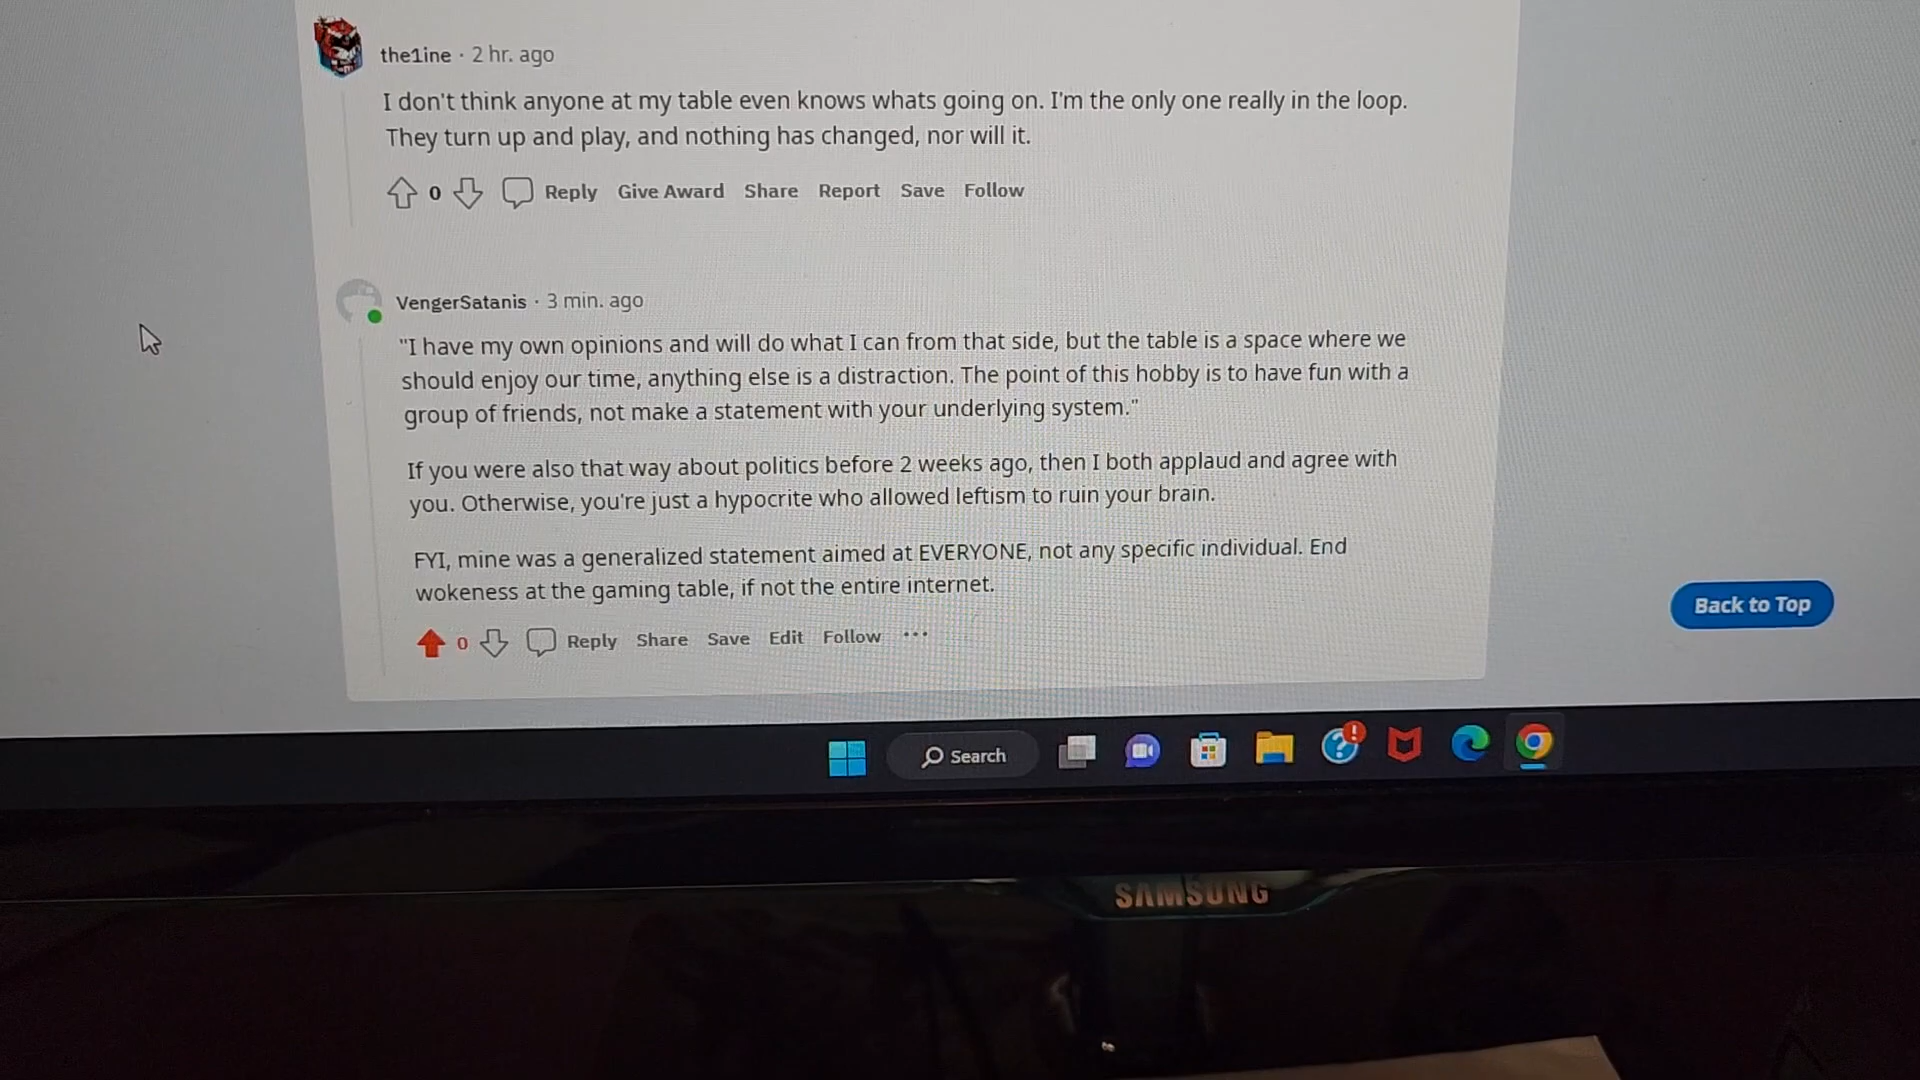 the1ine · 2 hr. ago
I don't think anyone at my table even knows whats going on. I'm the only one really in the loop.
They turn up and play, and nothing has changed, nor will it.
0 Reply Give Award Share Report Save Follow
VengerSatanis · 3 min. ago
"I have my own opinions and will do what I can from that side, but the table is a space where we
should enjoy our time, anything else is a distraction. The point of this hobby is to have fun with a
group of friends, not make a statement with your underlying system."
If you were also that way about politics before 2 weeks ago, then I both applaud and agree with
you. Otherwise, you're just a hypocrite who allowed leftism to ruin your brain.
FYI, mine was a generalized statement aimed at EVERYONE, not any specific individual. End
wokeness at the gaming table, if not the entire internet.
Back to Top
0 Reply Share Save Edit Follow ···
Search
SAMSUNG